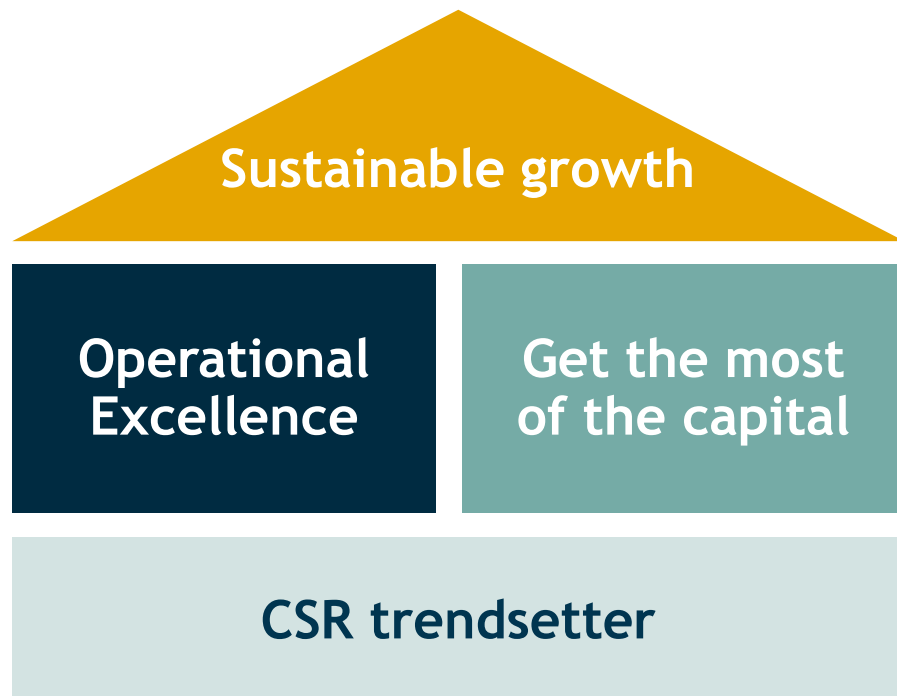 Sustainable growth
Operational
Excellence
Get the most
of the capital
CSR trendsetter